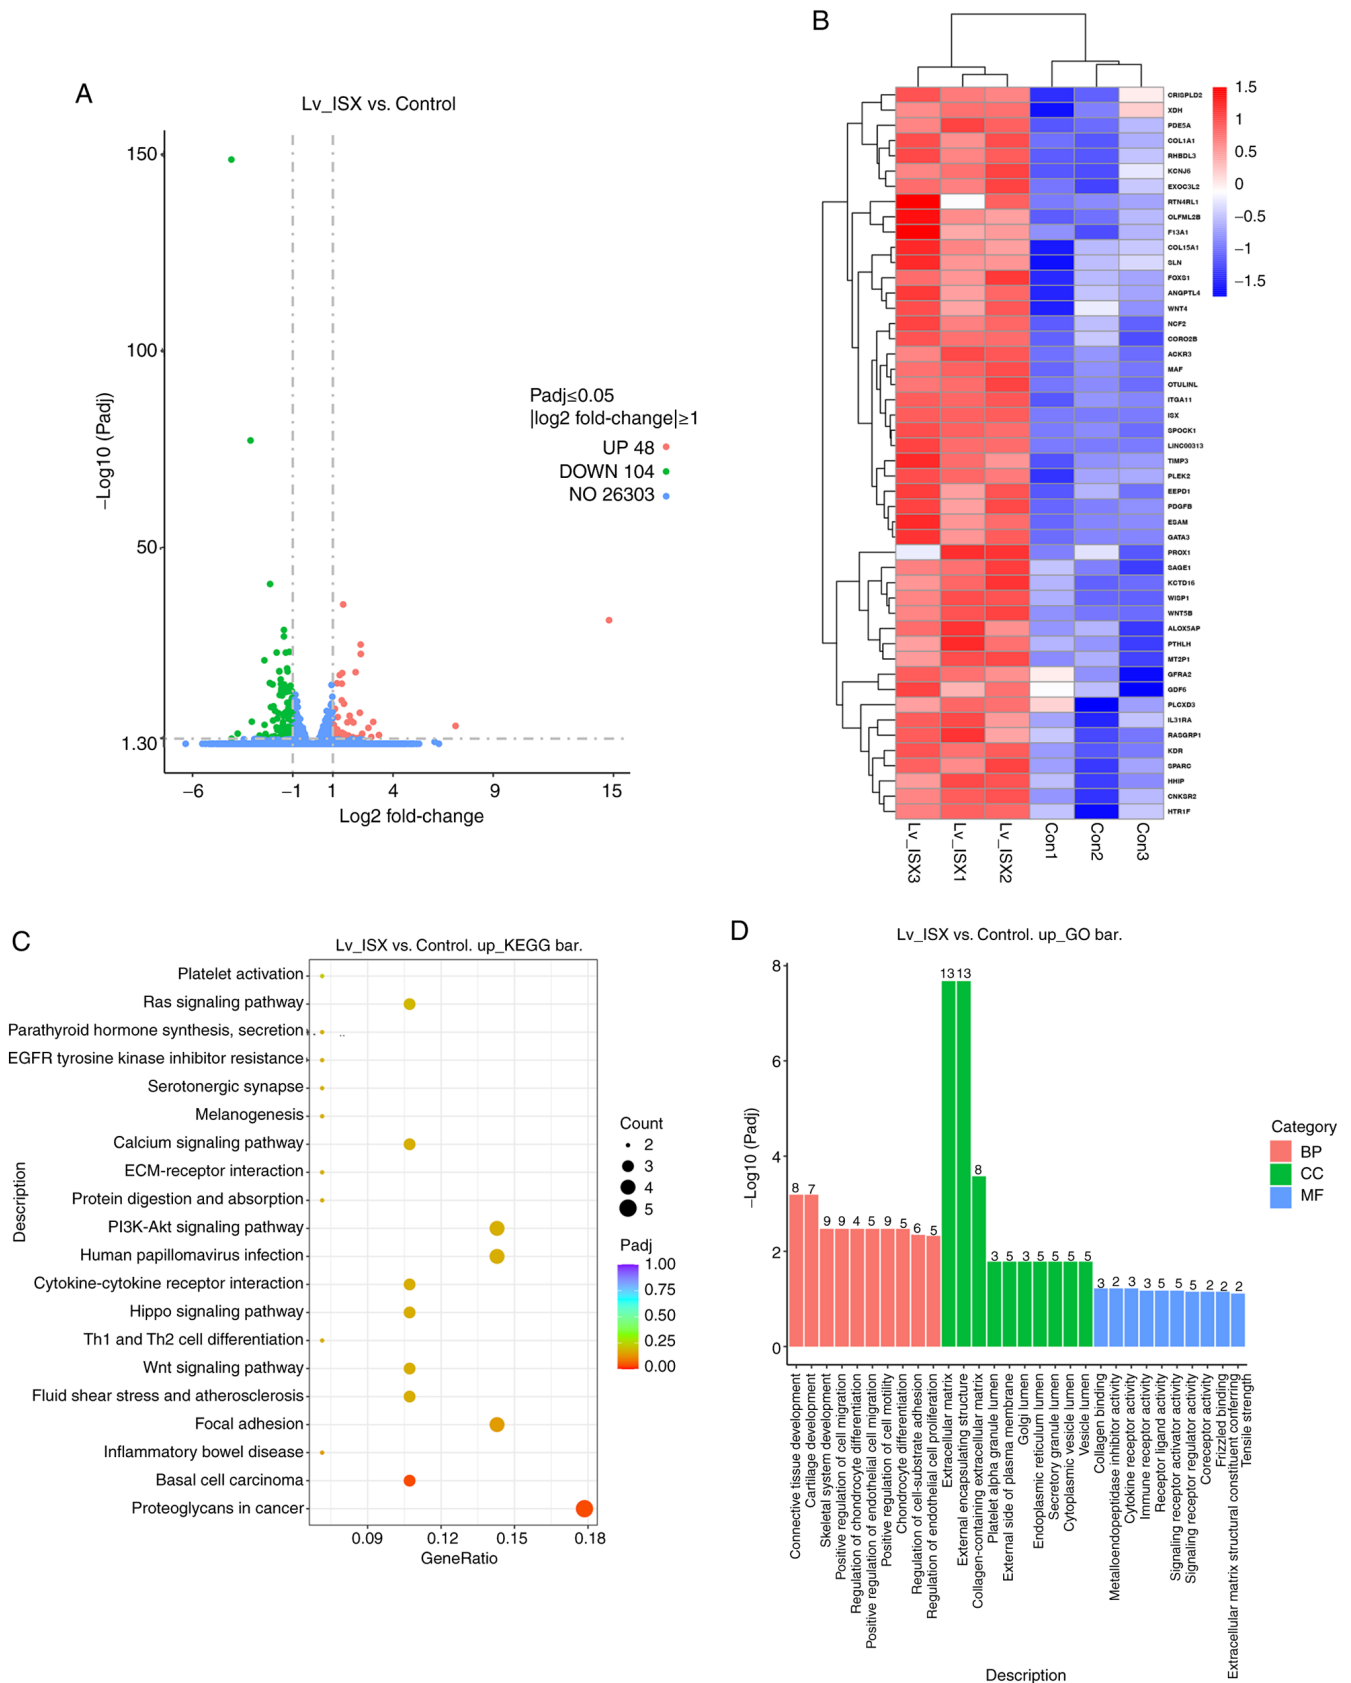 A
Lv_ISX vs. Control
150
100
50
1.30
−Log10 (Padj)
−6
−1
1
4
9
15
Log2 fold-change
Padj≤0.05
|log2 fold-change|≥1
UP 48
DOWN 104
NO 26303
B
CRISPLD2
XDH
PDE5A
COL1A1
RHBDL3
KCNJ6
EXOC3L2
RTN4RL1
OLFML2B
F13A1
COL15A1
SLN
FOXS1
ANGPTL4
WNT4
NCF2
CORO2B
ACKR3
MAF
OTULINL
ITGA11
ISX
SPOCK1
LINC00313
TIMP3
PLEK2
EEPD1
PDGFB
ESAM
GATA3
PROX1
SAGE1
KCTD16
WISP1
WNT5B
ALOX5AP
PTHLH
MT2P1
GFRA2
GDF6
PLCXD3
IL31RA
RASGRP1
KDR
SPARC
HHIP
CNKSR2
HTR1F
1.5
1
0.5
0
−0.5
−1
−1.5
Lv_ISX3
Lv_ISX1
Lv_ISX2
Con1
Con2
Con3
C
Lv_ISX vs. Control. up_KEGG bar.
Description
Platelet activation
Ras signaling pathway
Parathyroid hormone synthesis, secretion
EGFR tyrosine kinase inhibitor resistance
Serotonergic synapse
Melanogenesis
Calcium signaling pathway
ECM-receptor interaction
Protein digestion and absorption
PI3K-Akt signaling pathway
Human papillomavirus infection
Cytokine-cytokine receptor interaction
Hippo signaling pathway
Th1 and Th2 cell differentiation
Wnt signaling pathway
Fluid shear stress and atherosclerosis
Focal adhesion
Inflammatory bowel disease
Basal cell carcinoma
Proteoglycans in cancer
0.09
0.12
0.15
0.18
GeneRatio
Count
2
3
4
5
Padj
1.00
0.75
0.50
0.25
0.00
D
Lv_ISX vs. Control. up_GO bar.
−Log10 (Padj)
8
6
4
2
0
8
7
9
9
4
5
9
5
6
5
13
13
8
3
5
3
5
5
5
5
3
2
3
3
5
5
5
2
2
2
Connective tissue development
Cartilage development
Skeletal system development
Positive regulation of cell migration
Regulation of chondrocyte differentiation
Positive regulation of endothelial cell migration
Positive regulation of cell motility
Chondrocyte differentiation
Regulation of cell-substrate adhesion
Regulation of endothelial cell proliferation
Extracellular matrix
External encapsulating structure
Collagen-containing extracellular matrix
Platelet alpha granule lumen
External side of plasma membrane
Golgi lumen
Endoplasmic reticulum lumen
Secretory granule lumen
Cytoplasmic vesicle lumen
Vesicle lumen
Collagen binding
Metalloendopeptidase inhibitor activity
Cytokine receptor activity
Immune receptor activity
Receptor ligand activity
Signaling receptor activator activity
Signaling receptor regulator activity
Coreceptor activity
Frizzled binding
Extracellular matrix structural constituent conferring
Tensile strength
Description
Category
BP
CC
MF